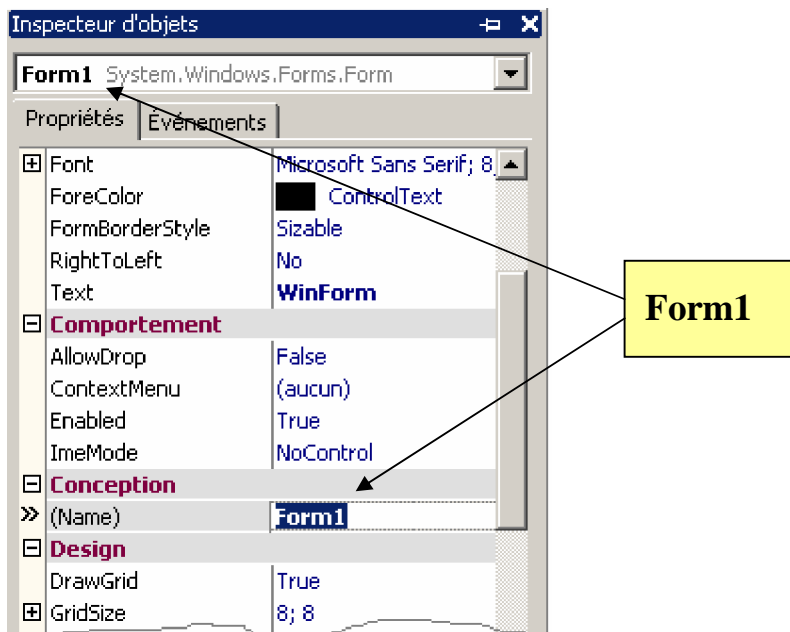 Inspecteur d'objets
Form1 System.Windows.Forms.Form
Propriétés Événements
Font Microsoft Sans Serif; 8,
ForeColor ControlText
FormBorderStyle Sizable
RightToLeft No
Text WinForm
Comportement
AllowDrop False
ContextMenu (aucun)
Enabled True
ImeMode NoControl
Conception
(Name) Form1
Design
DrawGrid True
GridSize 8; 8
Form1